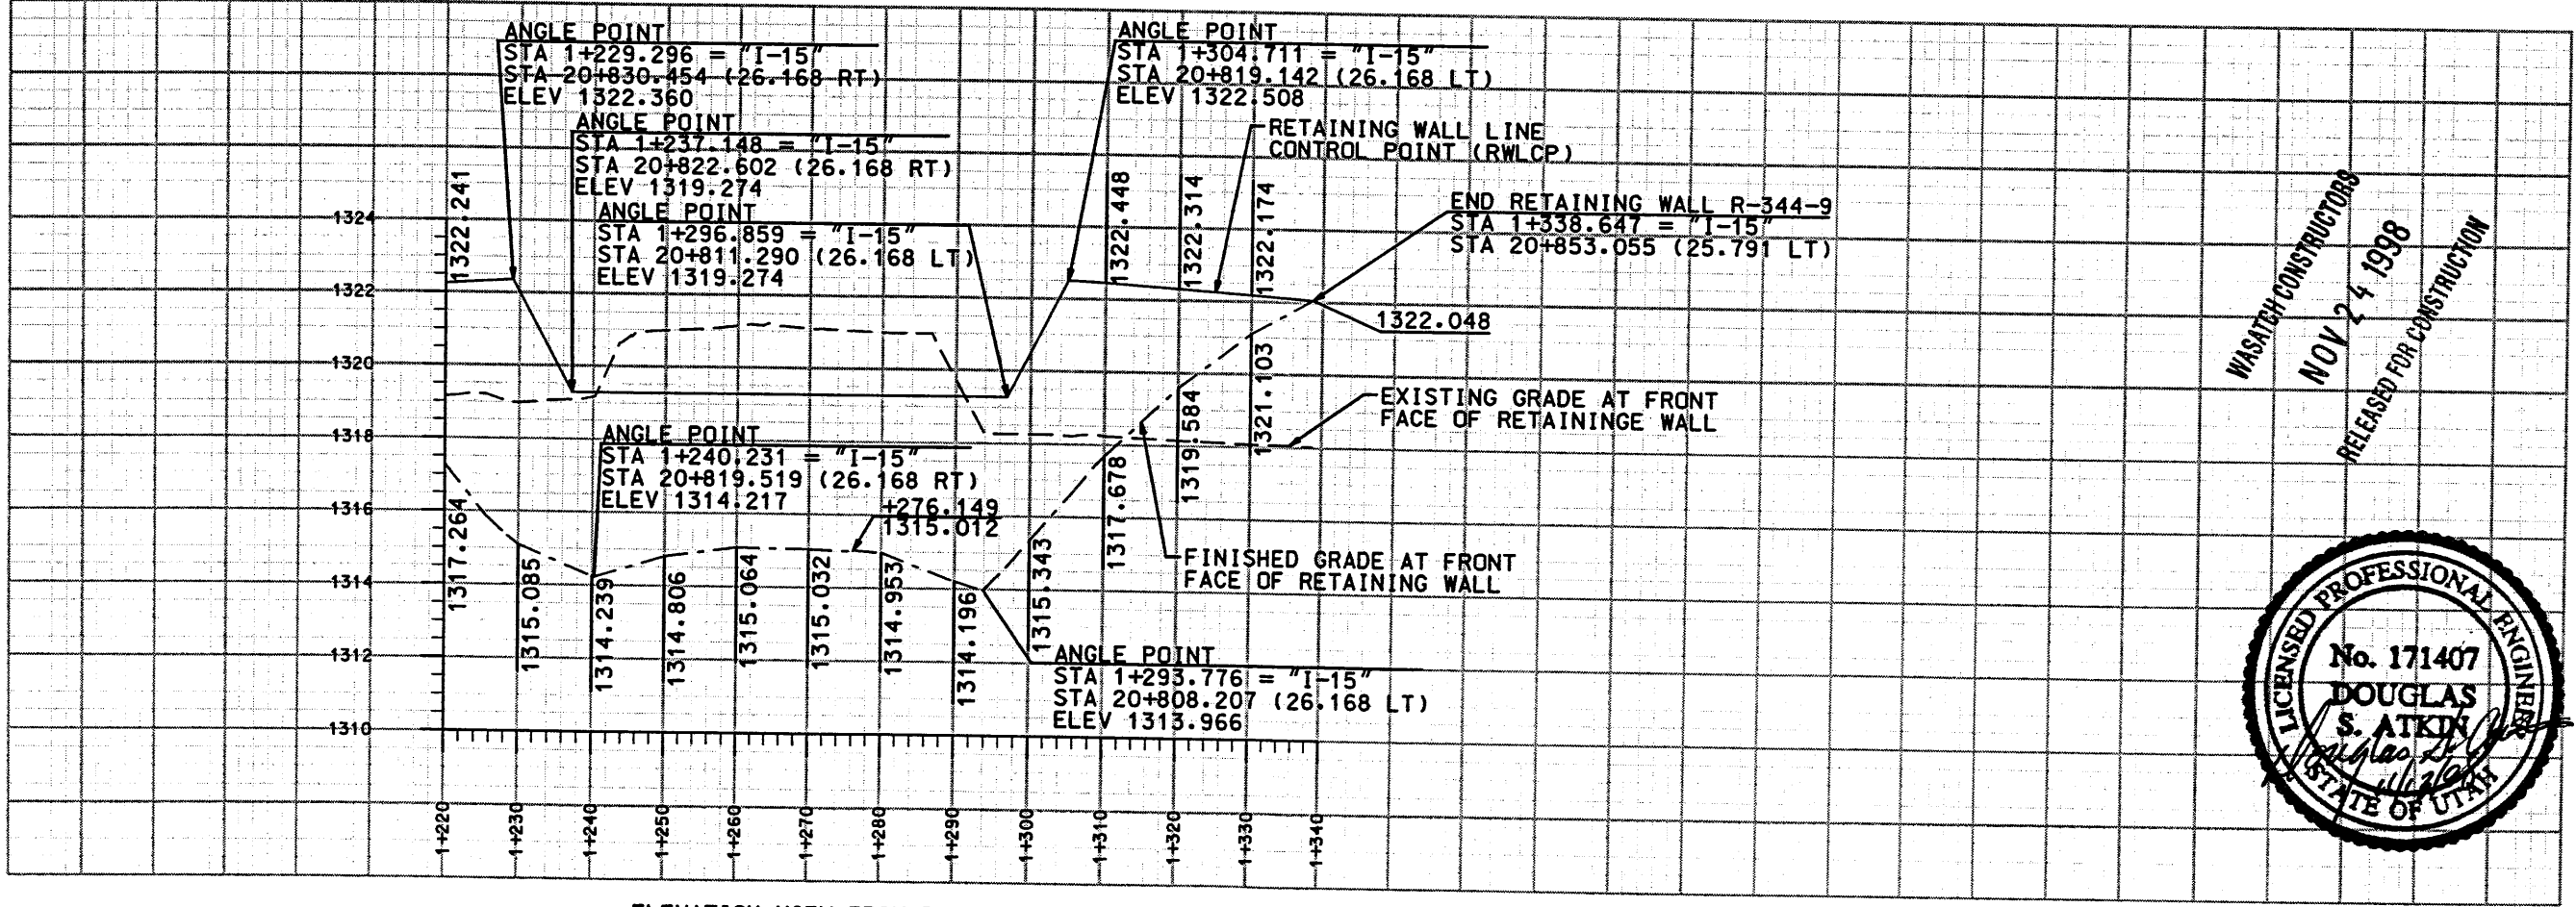 ANGLE POINT
STA 1+229.296 = "I-15"
STA 20+830.454 (26.168 RT)
ELEV 1322.360
ANGLE POINT
STA 1+237.148 = "I-15"
STA 20+822.602 (26.168 RT)
ELEV 1319.274
ANGLE POINT
STA 1+296.859 = "I-15"
STA 20+811.290 (26.168 LT)
ELEV 1319.274
ANGLE POINT
STA 1+304.711 = "I-15"
STA 20+819.142 (26.168 LT)
ELEV 1322.508
RETAINING WALL LINE
CONTROL POINT (RWLCP)
END RETAINING WALL R-344-9
STA 1+338.647 = "I-15"
STA 20+853.055 (25.791 LT)
1322.048
1322.241
1322.448
1322.314
1322.174
1324
1322
1320
1318
1316
1314
1312
1310
EXISTING GRADE AT FRONT
FACE OF RETAININGE WALL
ANGLE POINT
STA 1+240.231 = "I-15"
STA 20+819.519 (26.168 RT)
ELEV 1314.217
+276.149
1315.012
FINISHED GRADE AT FRONT
FACE OF RETAINING WALL
1317.264
1315.085
1314.239
1314.806
1315.064
1315.032
1314.953
1314.196
1315.343
1317.678
1319.584
1321.103
ANGLE POINT
STA 1+293.776 = "I-15"
STA 20+808.207 (26.168 LT)
ELEV 1313.966
1+220
1+230
1+240
1+250
1+260
1+270
1+280
1+290
1+300
1+310
1+320
1+330
1+340
WASATCH CONSTRUCTORS
NOV 24 1998
RELEASED FOR CONSTRUCTION
LICENSED PROFESSIONAL ENGINEER
No. 171407
DOUGLAS
S. ATKIN
STATE OF UTAH